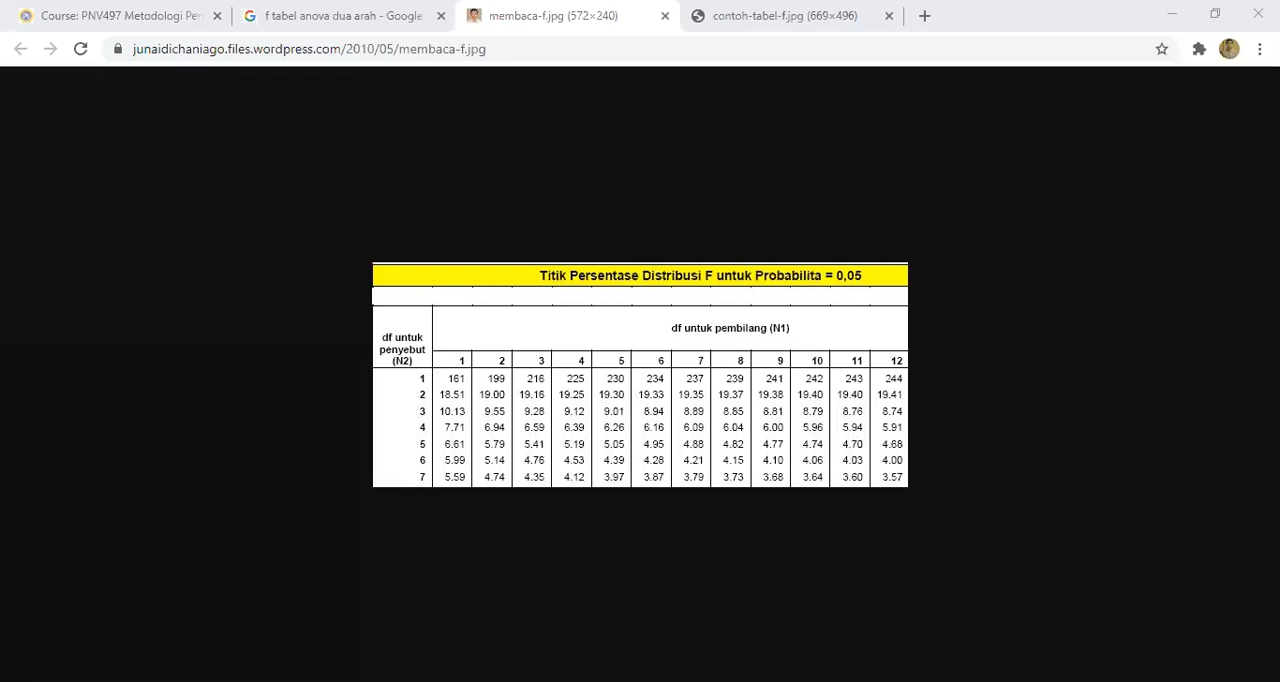 Course: PNV497 Metodologi Pen
f tabel anova dua arah - Google
membaca-f.jpg (572×240)
contoh-tabel-f.jpg (669×496)
junaidichaniago.files.wordpress.com/2010/05/membaca-f.jpg
Titik Persentase Distribusi F untuk Probabilita = 0,05
df untuk penyebut (N2)
df untuk pembilang (N1)
1 2 3 4 5 6 7 8 9 10 11 12
1 161 199 216 225 230 234 237 239 241 242 243 244
2 18.51 19.00 19.16 19.25 19.30 19.33 19.35 19.37 19.38 19.40 19.40 19.41
3 10.13 9.55 9.28 9.12 9.01 8.94 8.89 8.85 8.81 8.79 8.76 8.74
4 7.71 6.94 6.59 6.39 6.26 6.16 6.09 6.04 6.00 5.96 5.94 5.91
5 6.61 5.79 5.41 5.19 5.05 4.95 4.88 4.82 4.77 4.74 4.70 4.68
6 5.99 5.14 4.76 4.53 4.39 4.28 4.21 4.15 4.10 4.06 4.03 4.00
7 5.59 4.74 4.35 4.12 3.97 3.87 3.79 3.73 3.68 3.64 3.60 3.57